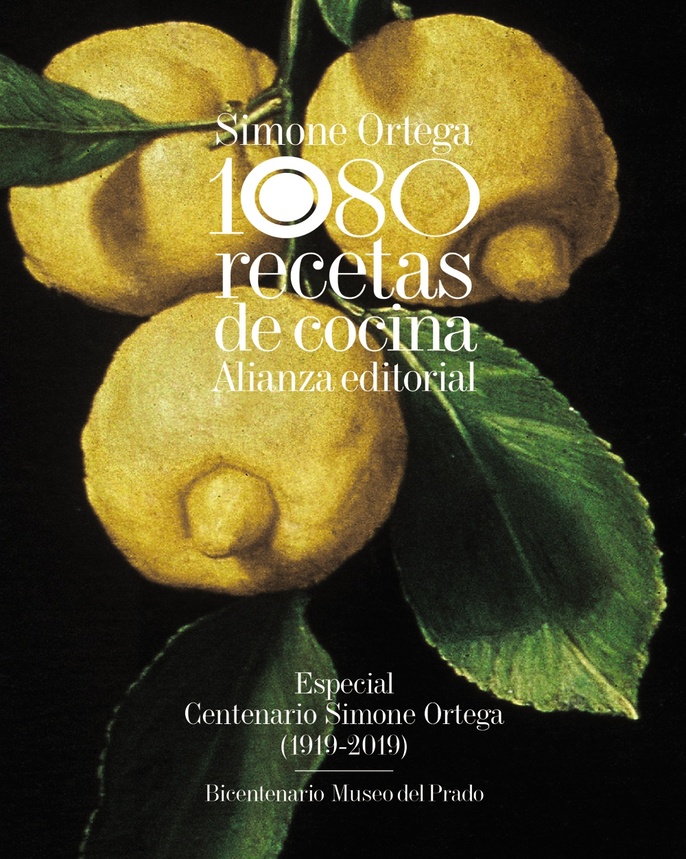 Simone Ortega
1080
recetas
de cocina
Alianza editorial
Especial
Centenario Simone Ortega
(1919-2019)
Bicentenario Museo del Prado